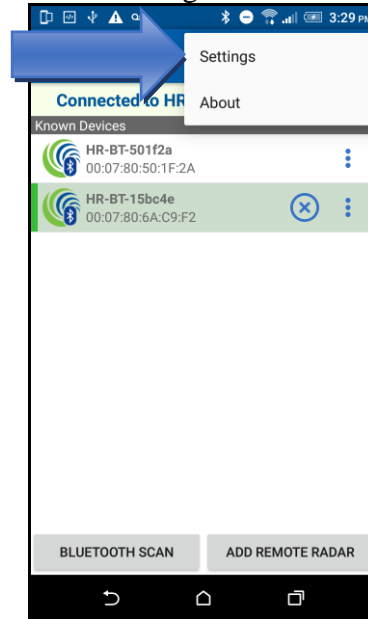 3:29 PM
Settings
About
Connected to HR
Known Devices
HR-BT-501f2a
00:07:80:50:1F:2A
HR-BT-15bc4e
00:07:80:6A:C9:F2
BLUETOOTH SCAN
ADD REMOTE RADAR